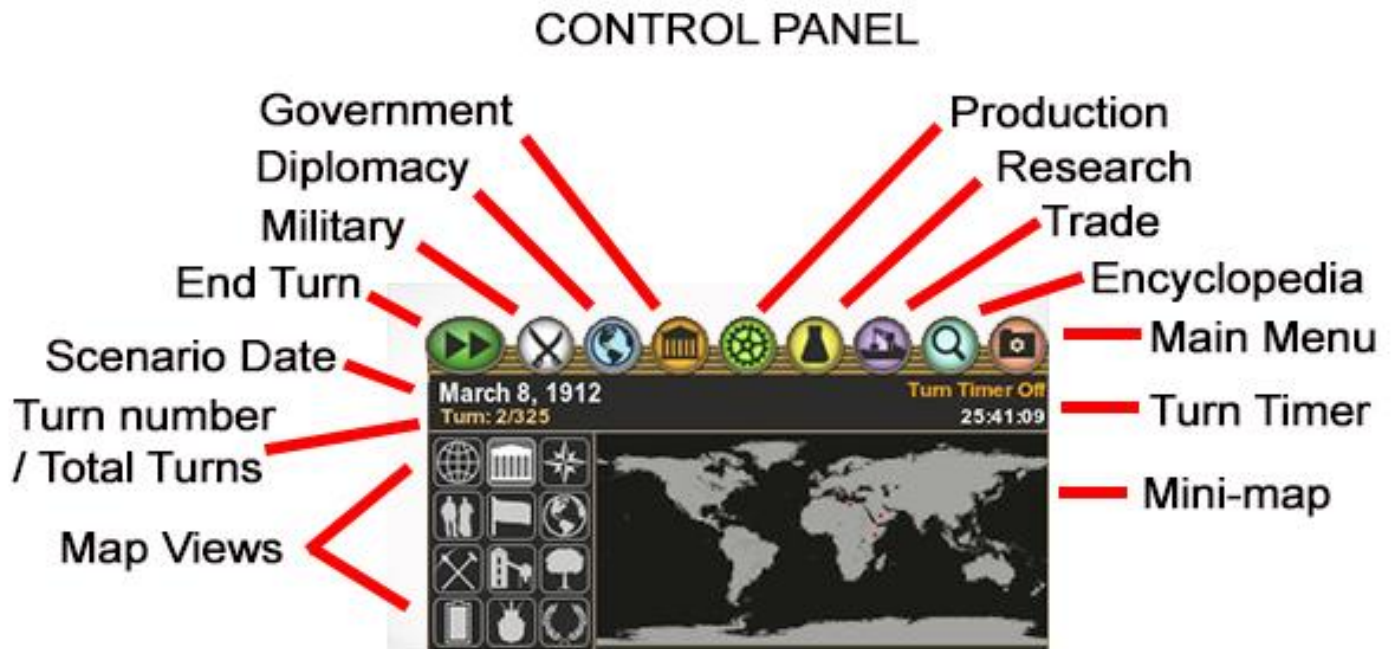 CONTROL PANEL
Government
Diplomacy
Military
End Turn
Scenario Date
Turn number
/ Total Turns
Map Views
Production
Research
Trade
Encyclopedia
Main Menu
Turn Timer
Mini-map
March 8, 1912
Turn: 2/325
Turn Timer Off
25:41:09